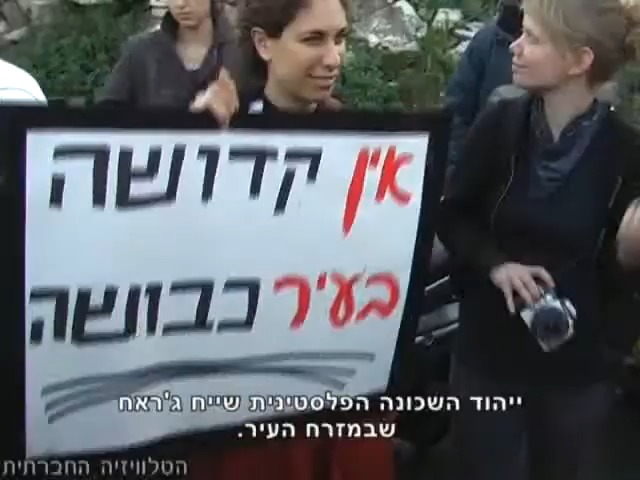 אין קדושה
בעיר כבושה
ייהוד השכונה הפלסטינית שייח ג'ראח
שבמזרח העיר.
הטלוויזיה החברתית